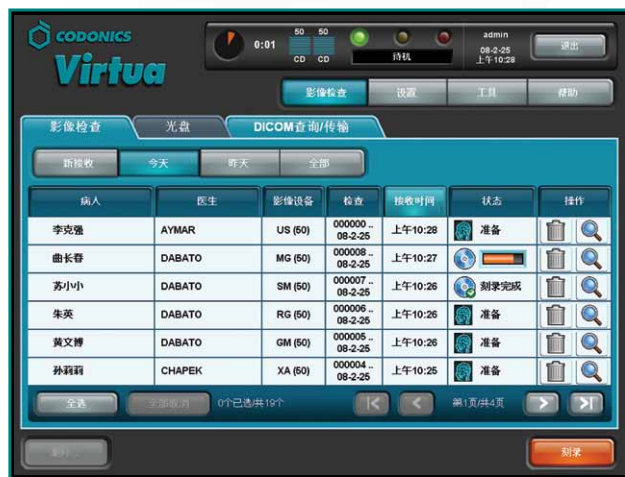 CODONICS
Virtua
0:01
50 50
CD CD
待机
admin
08-2-25
上午10:28
退出
影像检查 设置 工具 帮助
影像检查 光盘 DICOM查询/传输
新接收 今天 昨天 全部
病人 医生 影像设备 检查 接收时间 状态 操作
李克强 AYMAR US (50) 000000 .. 08-2-25 上午10:28 准备
曲长春 DABATO MG (50) 000008 .. 08-2-25 上午10:27
苏小小 DABATO SM (50) 000007 .. 08-2-25 上午10:26 刻录完成
朱英 DABATO RG (50) 000006 .. 08-2-25 上午10:26 准备
黄文博 DABATO GM (50) 000005 .. 08-2-25 上午10:26 准备
孙莉莉 CHAPEK XA (50) 000004 .. 08-2-25 上午10:25 准备
全选 全部取消 0个已选/共19个 第1页/共4页
刻录